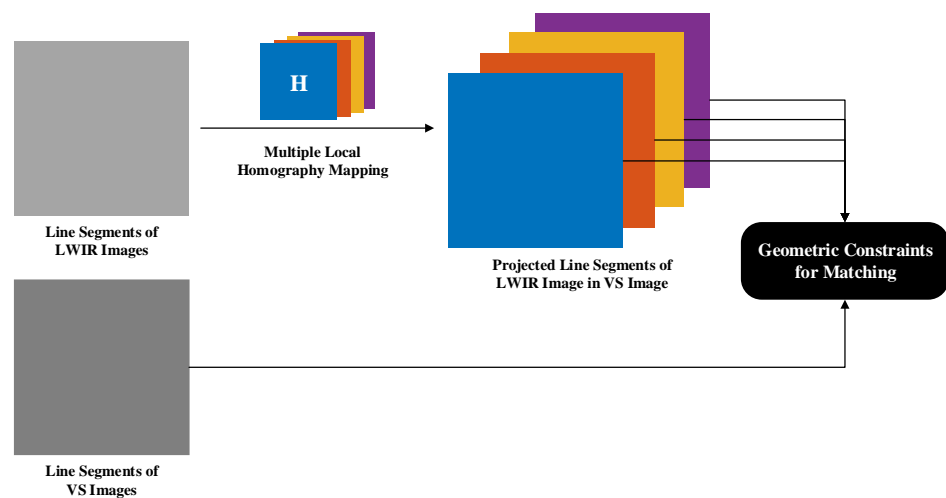 H
Multiple Local
Homography Mapping
Line Segments of
LWIR Images
Projected Line Segments of
LWIR Image in VS Image
Geometric Constraints
for Matching
Line Segments of
VS Images